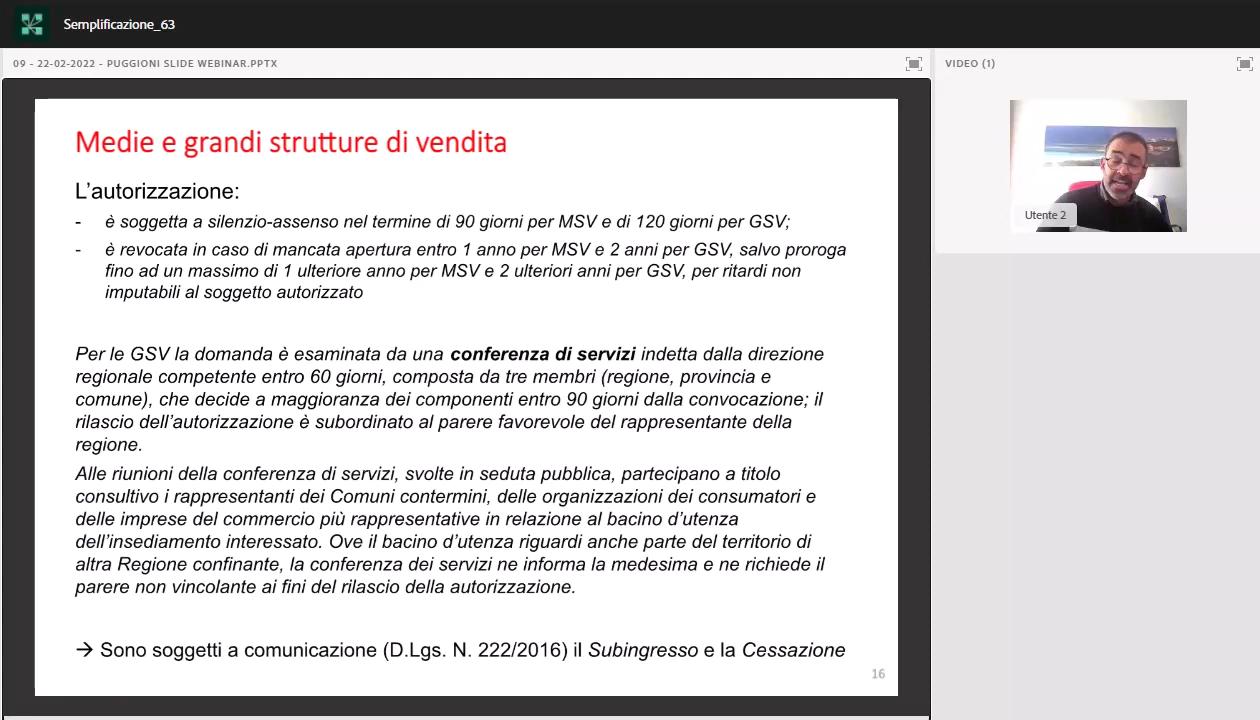 Semplificazione_63
09 - 22-02-2022 - PUGGIONI SLIDE WEBINAR.PPTX
VIDEO (1)
Medie e grandi strutture di vendita
L’autorizzazione:
- è soggetta a silenzio-assenso nel termine di 90 giorni per MSV e di 120 giorni per GSV;
- è revocata in caso di mancata apertura entro 1 anno per MSV e 2 anni per GSV, salvo proroga
fino ad un massimo di 1 ulteriore anno per MSV e 2 ulteriori anni per GSV, per ritardi non
imputabili al soggetto autorizzato
Per le GSV la domanda è esaminata da una conferenza di servizi indetta dalla direzione
regionale competente entro 60 giorni, composta da tre membri (regione, provincia e
comune), che decide a maggioranza dei componenti entro 90 giorni dalla convocazione; il
rilascio dell’autorizzazione è subordinato al parere favorevole del rappresentante della
regione.
Alle riunioni della conferenza di servizi, svolte in seduta pubblica, partecipano a titolo
consultivo i rappresentanti dei Comuni contermini, delle organizzazioni dei consumatori e
delle imprese del commercio più rappresentative in relazione al bacino d’utenza
dell’insediamento interessato. Ove il bacino d’utenza riguardi anche parte del territorio di
altra Regione confinante, la conferenza dei servizi ne informa la medesima e ne richiede il
parere non vincolante ai fini del rilascio della autorizzazione.
→ Sono soggetti a comunicazione (D.Lgs. N. 222/2016) il Subingresso e la Cessazione
16
Utente 2